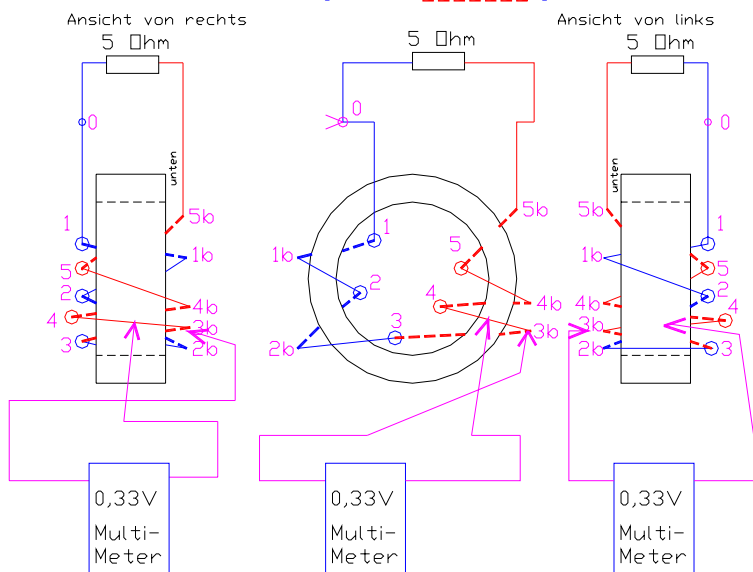 Ansicht von rechts
5 Ohm
0
unten
1
5b
1b
5
2
4b
4
3b
3
2b
0,33V
Multi-
Meter
5 Ohm
0
5b
1
1b
5
2
4
4b
3
3b
2b
0,33V
Multi-
Meter
Ansicht von links
5 Ohm
0
unten
5b
1
1b
5
2
4b
4
3b
2b
3
0,33V
Multi-
Meter